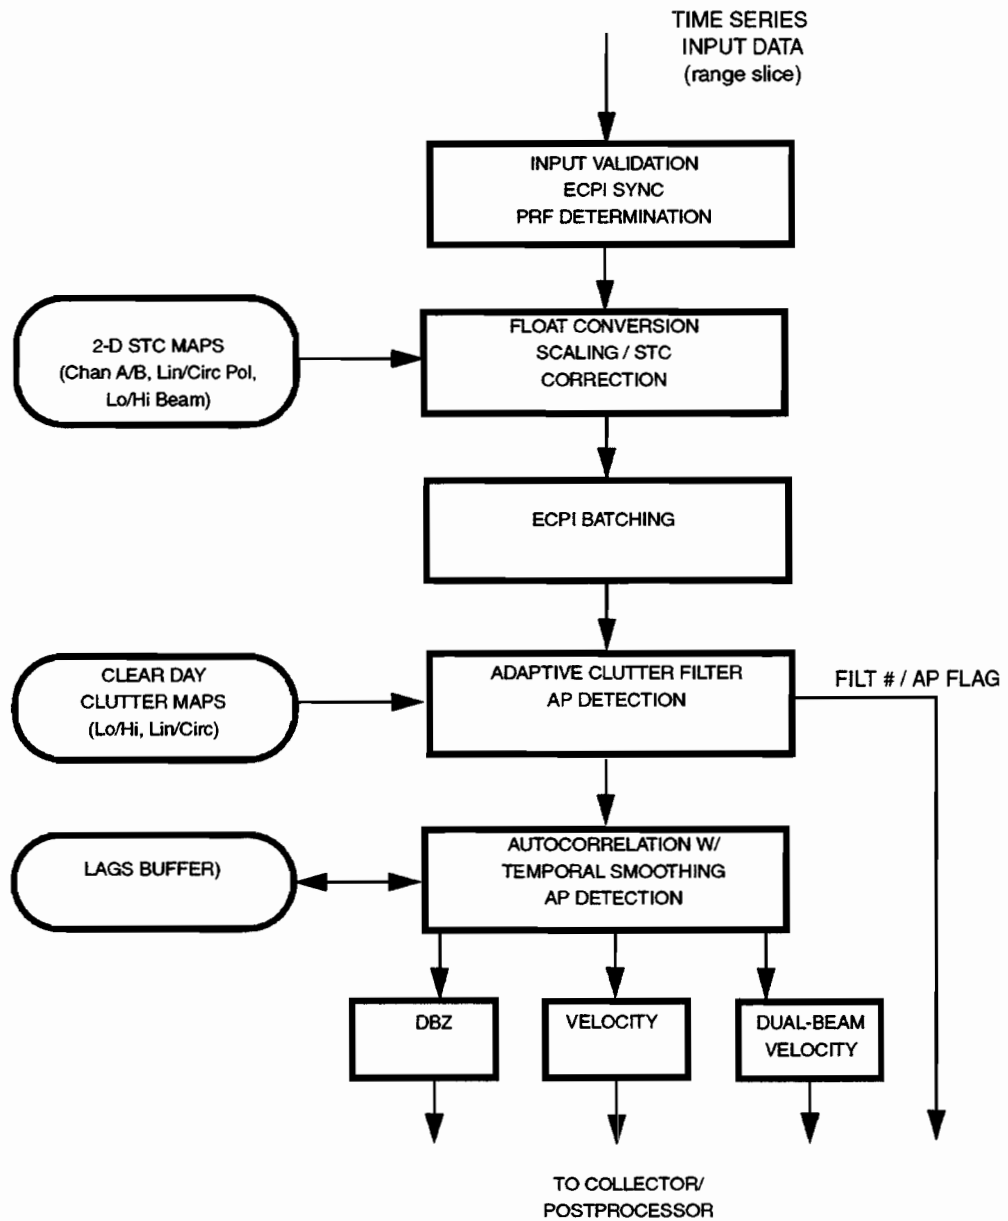 TIME SERIES
INPUT DATA
(range slice)
INPUT VALIDATION
ECPI SYNC
PRF DETERMINATION
2-D STC MAPS
(Chan A/B, Lin/Circ Pol,
Lo/Hi Beam)
FLOAT CONVERSION
SCALING / STC
CORRECTION
ECPI BATCHING
CLEAR DAY
CLUTTER MAPS
(Lo/Hi, Lin/Circ)
ADAPTIVE CLUTTER FILTER
AP DETECTION
FILT # / AP FLAG
LAGS BUFFER)
AUTOCORRELATION W/
TEMPORAL SMOOTHING
AP DETECTION
DBZ
VELOCITY
DUAL-BEAM
VELOCITY
TO COLLECTOR/
POSTPROCESSOR